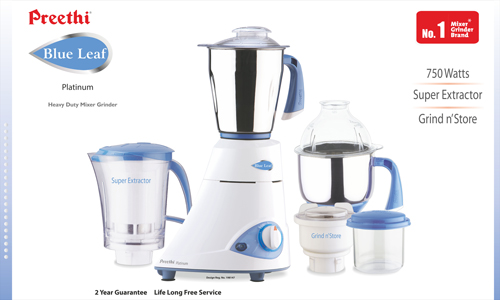 Preethi
Blue Leaf
Platinum
Heavy Duty Mixer Grinder
No. 1 Mixer Grinder Brand
750 Watts
Super Extractor
Grind n'Store
Super Extractor
Blue Leaf
Preethi Platinum
Grind n'Store
2 Year Guarantee Life Long Free Service